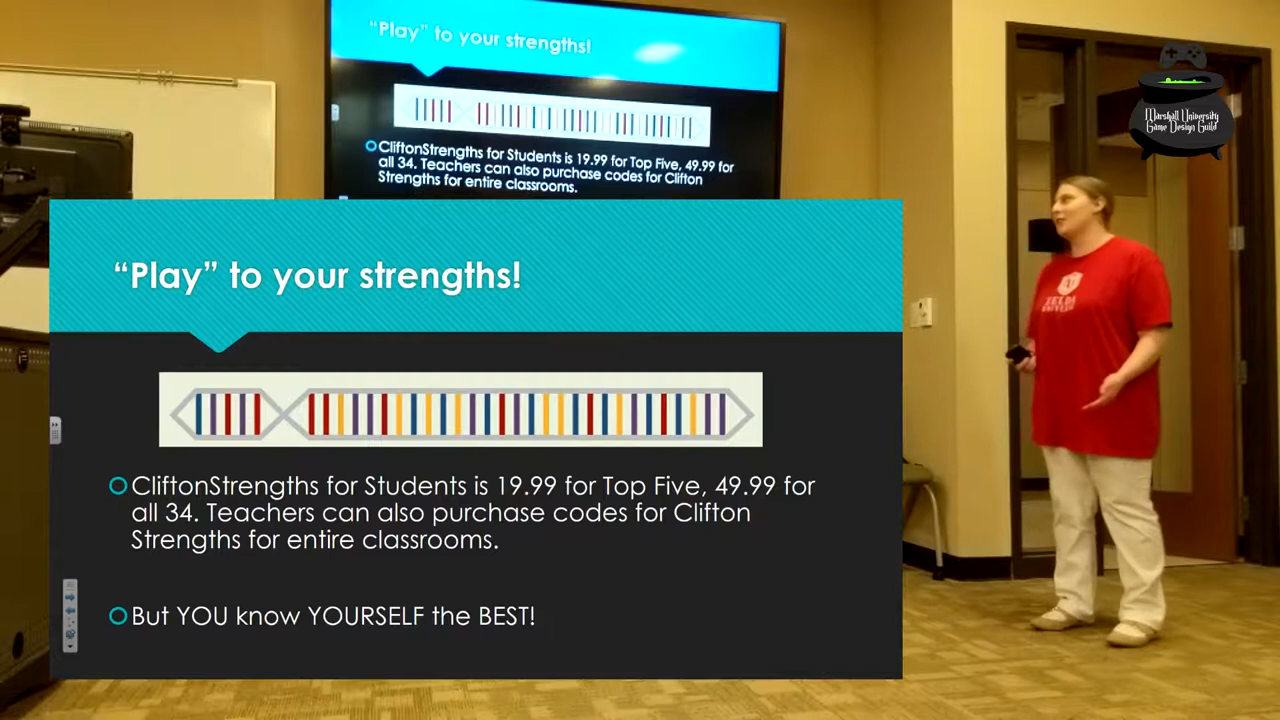 “Play” to your strengths!
CliftonStrengths for Students is 19.99 for Top Five, 49.99 for
all 34. Teachers can also purchase codes for Clifton
Strengths for entire classrooms.
Marshall University
Game Design Guild
“Play” to your strengths!
CliftonStrengths for Students is 19.99 for Top Five, 49.99 for
all 34. Teachers can also purchase codes for Clifton
Strengths for entire classrooms.
But YOU know YOURSELF the BEST!
ZELDA
UNIVERSE